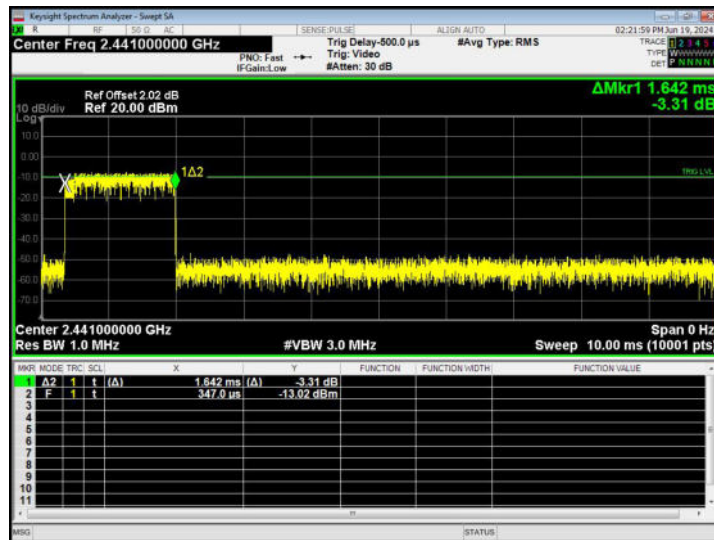 Keysight Spectrum Analyzer - Swept SA
LXI R RF 50 Ω AC SENSE:PULSE ALIGN AUTO 02:21:59 PM Jun 19, 2024
Center Freq 2.441000000 GHz Trig Delay-500.0 µs #Avg Type: RMS TRACE 1 2 3 4 5
PNO: Fast Trig: Video TYPE W
IFGain:Low #Atten: 30 dB DET P N N N N
ΔMkr1 1.642 ms
Ref Offset 2.02 dB
10 dB/div Ref 20.00 dBm -3.31 dB
Log
10.0
0.00
-10.0 1Δ2 TRIG LVL
-20.0
-30.0
-40.0
-50.0
-60.0
-70.0
Center 2.441000000 GHz Span 0 Hz
Res BW 1.0 MHz #VBW 3.0 MHz Sweep 10.00 ms (10001 pts)
MKR MODE TRC SCL X Y FUNCTION FUNCTION WIDTH FUNCTION VALUE
1 Δ2 1 t (Δ) 1.642 ms (Δ) -3.31 dB
2 F 1 t 347.0 µs -13.02 dBm
3
4
5
6
7
8
9
10
11
MSG STATUS